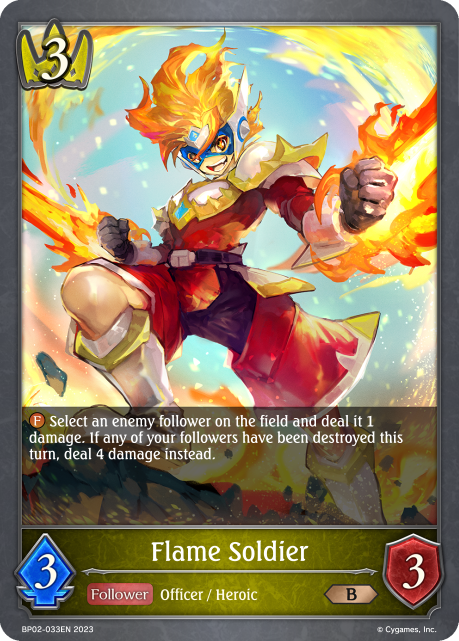 3
F Select an enemy follower on the field and deal it 1
damage. If any of your followers have been destroyed this
turn, deal 4 damage instead.
Flame Soldier
3
Follower Officer / Heroic B
3
BP02-033EN 2023 © Cygames, Inc.